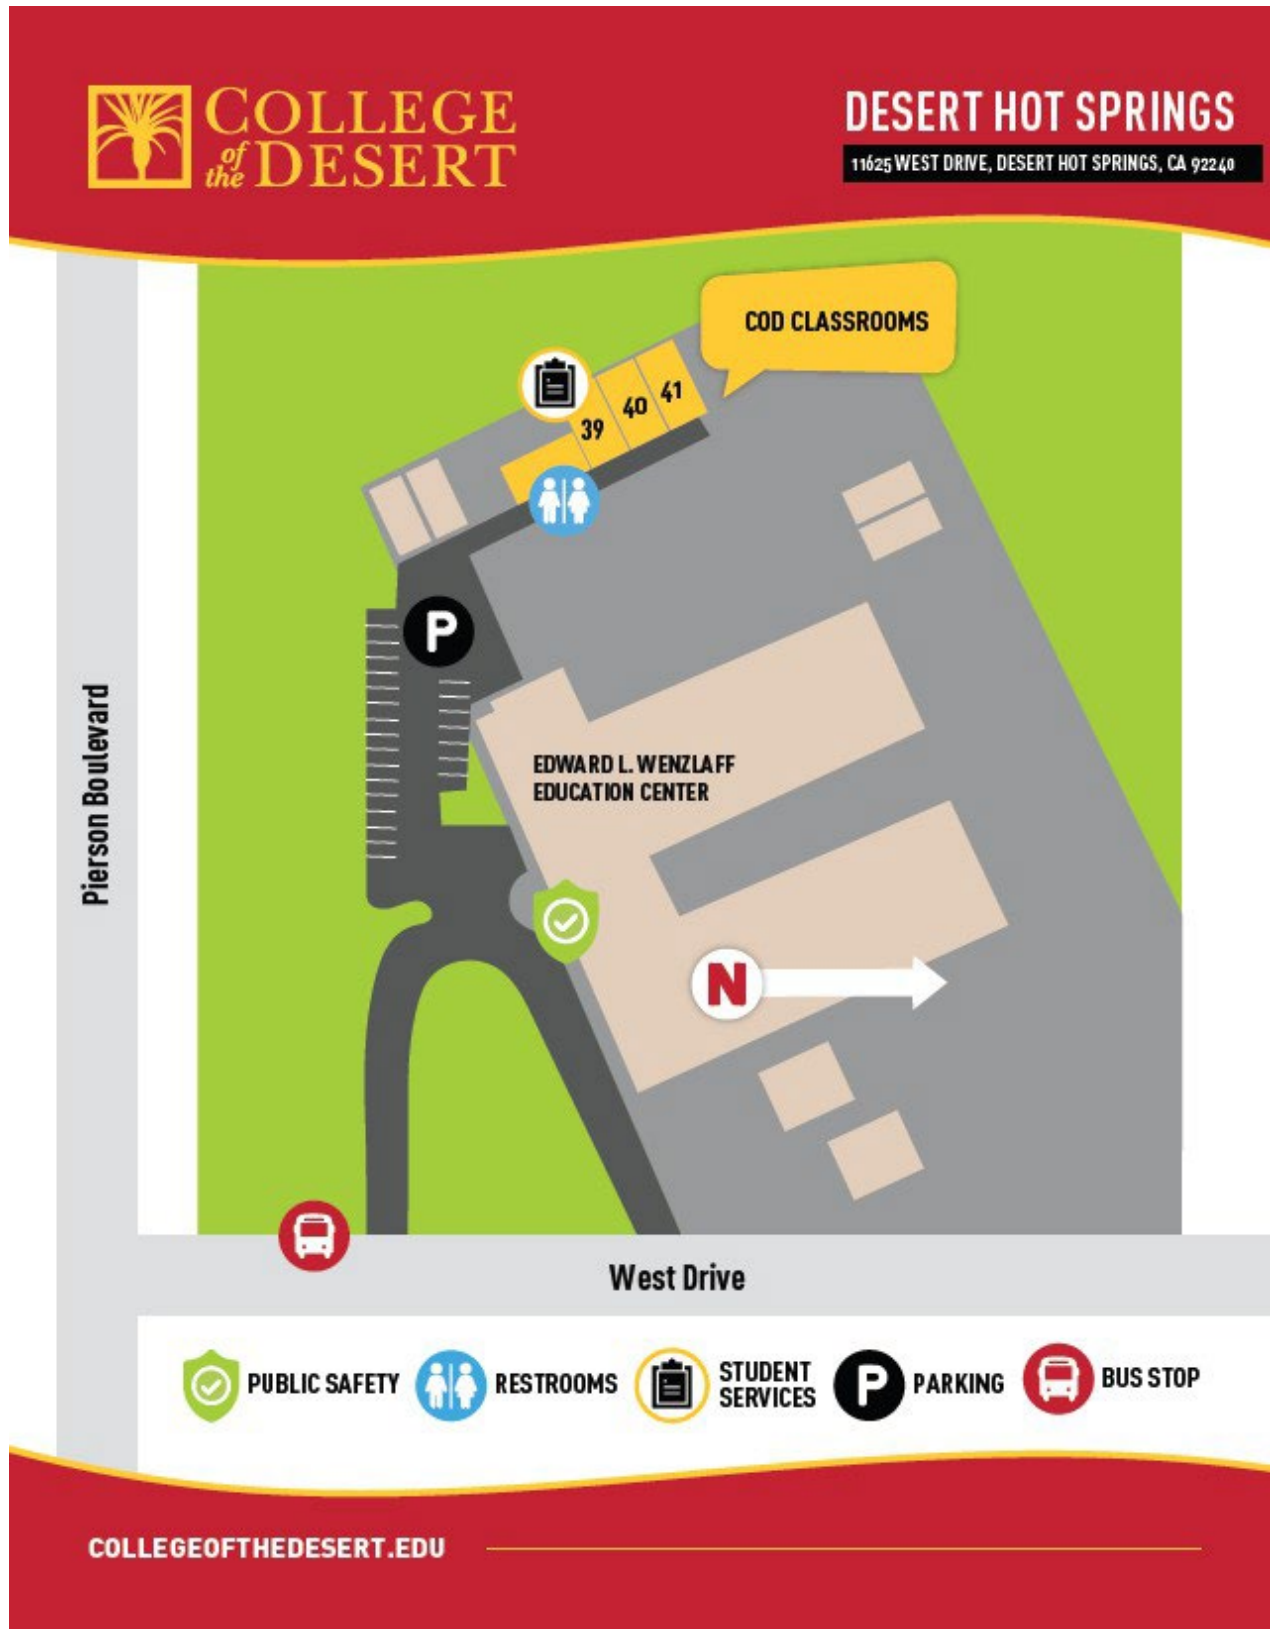 COLLEGE
of the DESERT
DESERT HOT SPRINGS
11625 WEST DRIVE, DESERT HOT SPRINGS, CA 92240
COD CLASSROOMS
41
40
39
P
Pierson Boulevard
EDWARD L. WENZLAFF
EDUCATION CENTER
N
West Drive
PUBLIC SAFETY
RESTROOMS
STUDENT
SERVICES
P
PARKING
BUS STOP
COLLEGEOFTHEDESERT.EDU